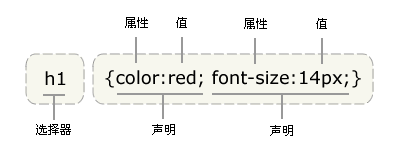 属性 值 属性 值
h1 {color:red; font-size:14px;}
选择器 声明 声明